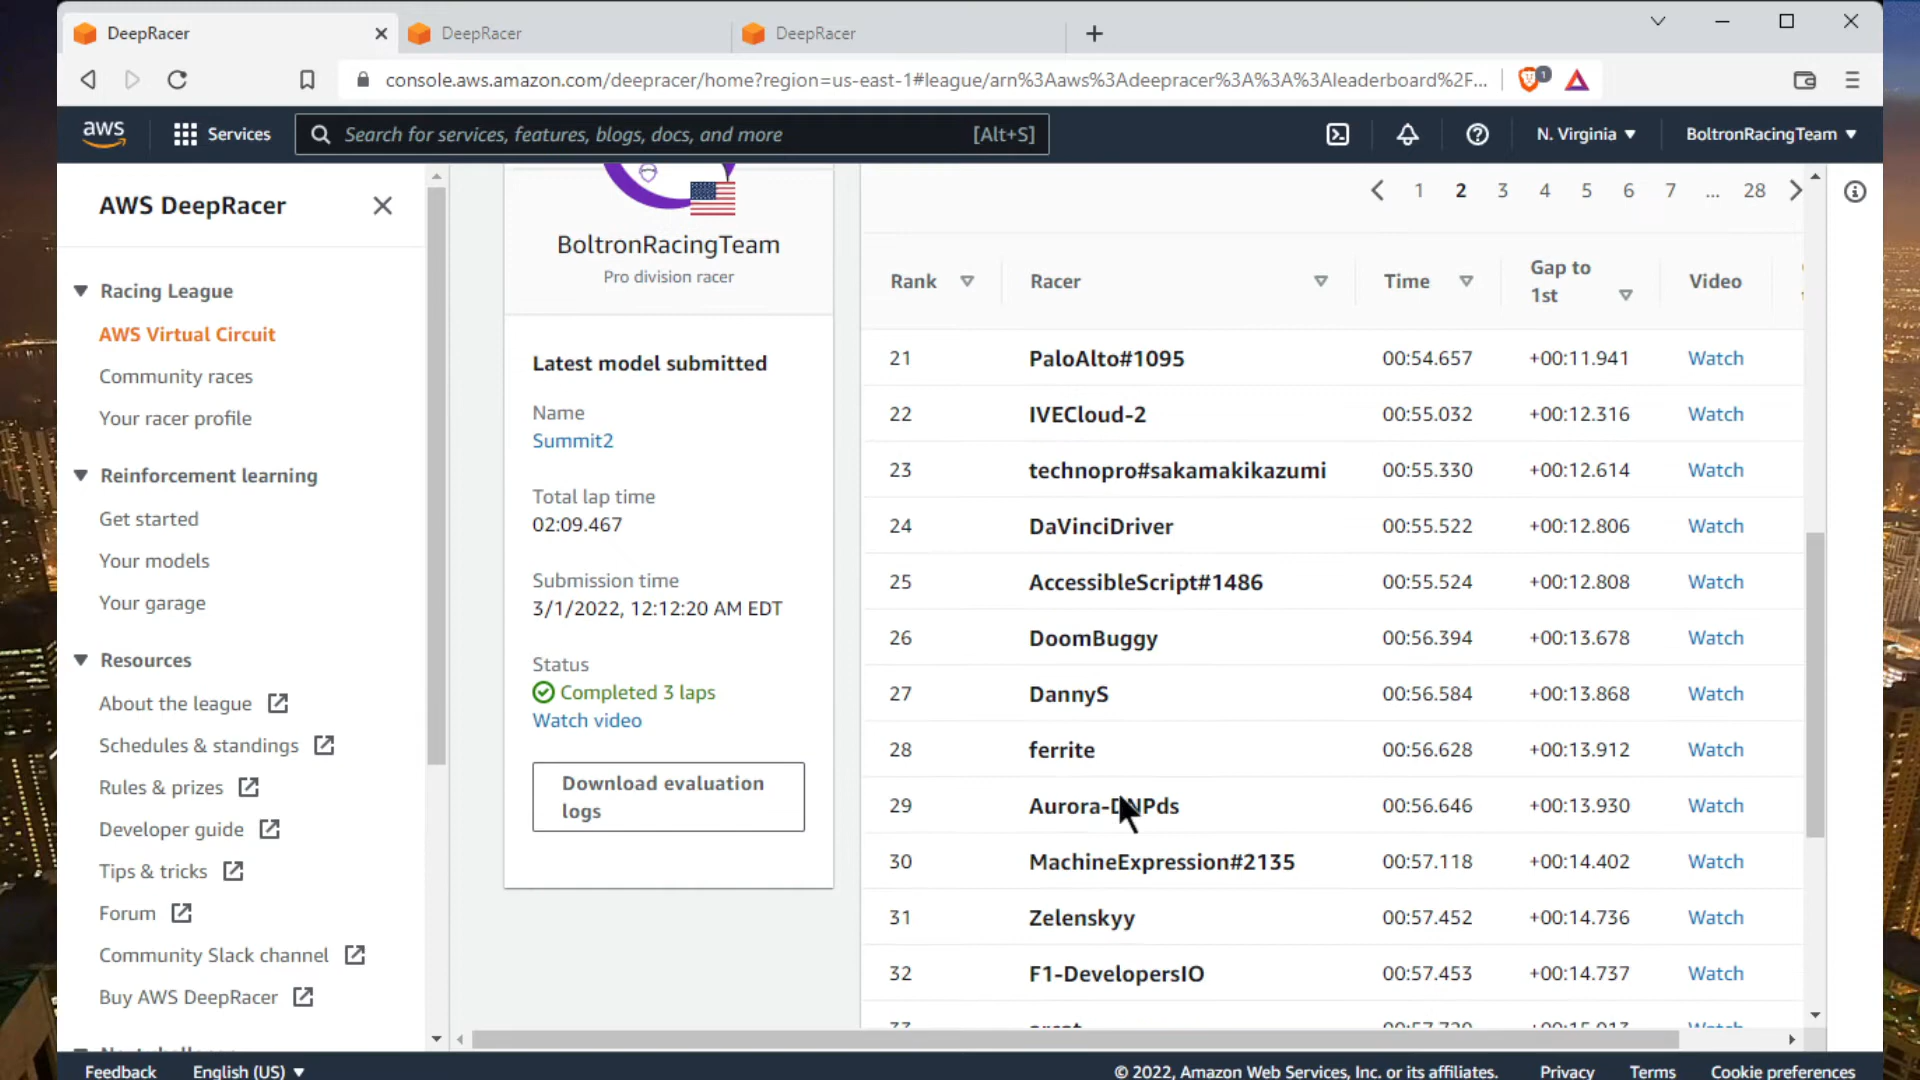 DeepRacer
DeepRacer
DeepRacer
console.aws.amazon.com/deepracer/home?region=us-east-1#league/arn%3Aaws%3Adeepracer%3A%3A%3Aleaderboard%2F...
1
aws
Services
Search for services, features, blogs, docs, and more
[Alt+S]
N. Virginia
BoltronRacingTeam
AWS DeepRacer
Racing League
AWS Virtual Circuit
Community races
Your racer profile
Reinforcement learning
Get started
Your models
Your garage
Resources
About the league
Schedules & standings
Rules & prizes
Developer guide
Tips & tricks
Forum
Community Slack channel
Buy AWS DeepRacer
BoltronRacingTeam
Pro division racer
Latest model submitted
Name
Summit2
Total lap time
02:09.467
Submission time
3/1/2022, 12:12:20 AM EDT
Status
Completed 3 laps
Watch video
Download evaluation
logs
1 2 3 4 5 6 7 ... 28
Rank Racer Time Gap to 1st Video
21 PaloAlto#1095 00:54.657 +00:11.941 Watch
22 IVECloud-2 00:55.032 +00:12.316 Watch
23 technopro#sakamakikazumi 00:55.330 +00:12.614 Watch
24 DaVinciDriver 00:55.522 +00:12.806 Watch
25 AccessibleScript#1486 00:55.524 +00:12.808 Watch
26 DoomBuggy 00:56.394 +00:13.678 Watch
27 DannyS 00:56.584 +00:13.868 Watch
28 ferrite 00:56.628 +00:13.912 Watch
29 Aurora-DNPds 00:56.646 +00:13.930 Watch
30 MachineExpression#2135 00:57.118 +00:14.402 Watch
31 Zelenskyy 00:57.452 +00:14.736 Watch
32 F1-DevelopersIO 00:57.453 +00:14.737 Watch
Feedback English (US)
© 2022, Amazon Web Services, Inc. or its affiliates. Privacy Terms Cookie preferences